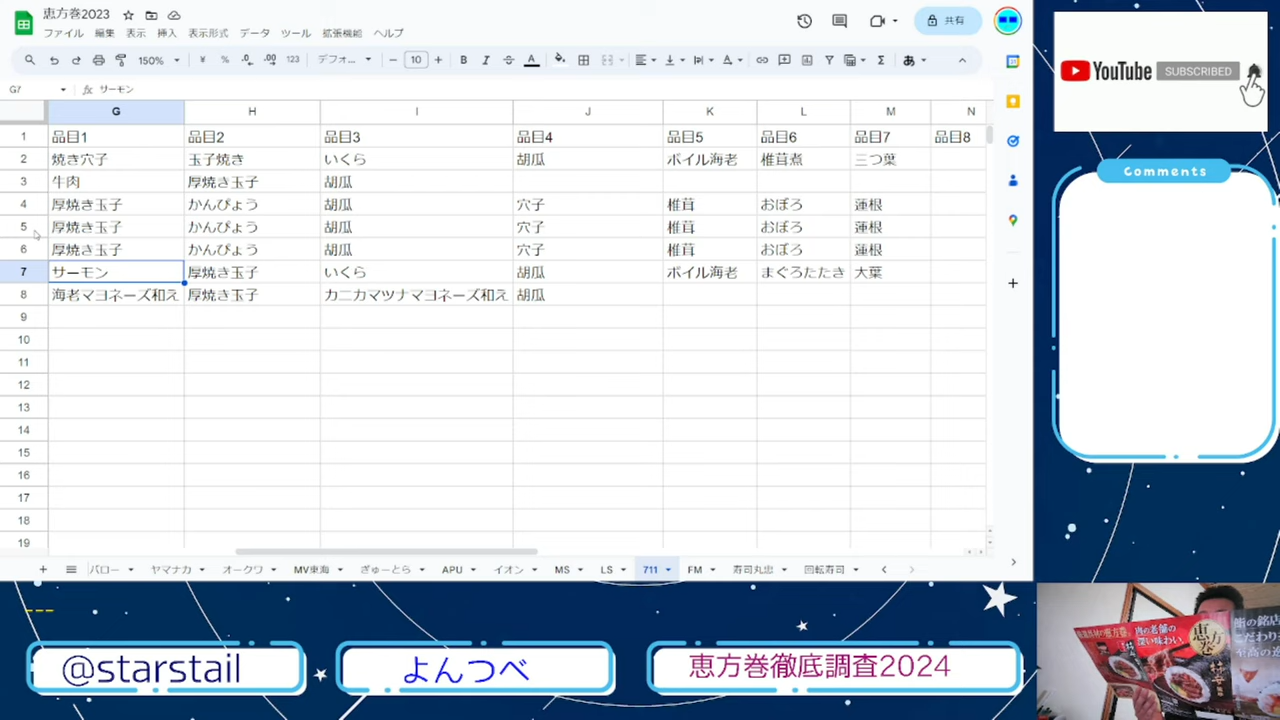 恵方巻2023
ファイル 編集 表示 挿入 表示形式 データ ツール 拡張機能 ヘルプ
共有
150% ¥ % .0 .00 123 デフォ... 10 B I A Σ あ
G7 fx サーモン
G H I J K L M N
1 品目1 品目2 品目3 品目4 品目5 品目6 品目7 品目8
2 焼き穴子 玉子焼き いくら 胡瓜 ボイル海老 椎茸煮 三つ葉
3 牛肉 厚焼き玉子 胡瓜
4 厚焼き玉子 かんぴょう 胡瓜 穴子 椎茸 おぼろ 蓮根
5 厚焼き玉子 かんぴょう 胡瓜 穴子 椎茸 おぼろ 蓮根
6 厚焼き玉子 かんぴょう 胡瓜 穴子 椎茸 おぼろ 蓮根
7 サーモン 厚焼き玉子 いくら 胡瓜 ボイル海老 まぐろたたき 大葉
8 海老マヨネーズ和え 厚焼き玉子 カニカマツナマヨネーズ和え 胡瓜
9
10
11
12
13
14
15
16
17
18
19
バロー ヤマナカ オークワ MV東海 ぎゅーとら APU イオン MS LS 711 FM 寿司丸忠 回転寿司
YouTube SUBSCRIBED
Comments
@starstail
よんつべ
恵方巻徹底調査2024
恵方巻